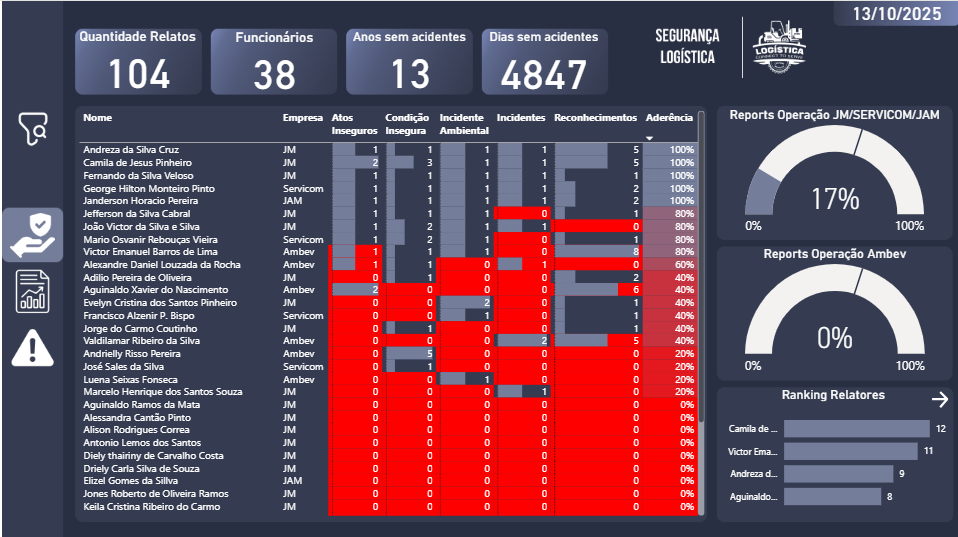 13/10/2025
Quantidade Relatos
104
Funcionários
38
Anos sem acidentes
13
Dias sem acidentes
4847
SEGURANÇA
LOGÍSTICA
LOGÍSTICA
Nome Empresa Atos Inseguros Condição Insegura Incidente Ambiental Incidentes Reconhecimentos Aderência
Andreza da Silva Cruz JM 1 1 1 1 5 100%
Camila de Jesus Pinheiro JM 2 3 1 1 5 100%
Fernando da Silva Veloso JM 1 1 1 1 1 100%
George Hilton Monteiro Pinto Servicom 1 1 1 1 2 100%
Janderson Horacio Pereira JAM 1 1 1 1 2 100%
Jefferson da Silva Cabral JM 1 1 1 0 1 80%
João Victor da Silva e Silva JM 1 2 1 1 0 80%
Mario Osvanir Rebouças Vieira Servicom 1 2 1 0 1 80%
Victor Emanuel Barros de Lima Ambev 1 1 1 0 8 80%
Alexandre Daniel Louzada da Rocha Ambev 1 1 0 1 0 60%
Adílio Pereira de Oliveira JM 0 1 0 0 2 40%
Aguinaldo Xavier do Nascimento Ambev 2 0 0 0 6 40%
Evelyn Cristina dos Santos Pinheiro JM 0 0 2 0 1 40%
Francisco Alzenir P. Bispo Servicom 0 0 1 0 1 40%
Jorge do Carmo Coutinho JM 0 1 0 0 1 40%
Valdilamar Ribeiro da Silva Ambev 0 0 0 2 5 40%
Andrielly Risso Pereira Ambev 0 5 0 0 0 20%
José Sales da Silva Servicom 0 1 0 0 0 20%
Luena Seixas Fonseca Ambev 0 0 1 0 0 20%
Marcelo Henrique dos Santos Souza JM 0 0 0 1 0 20%
Aguinaldo Ramos da Mata JM 0 0 0 0 0 0%
Alessandra Cantão Pinto JM 0 0 0 0 0 0%
Alison Rodrigues Correa JM 0 0 0 0 0 0%
Antonio Lemos dos Santos JM 0 0 0 0 0 0%
Diely thairiny de Carvalho Costa JM 0 0 0 0 0 0%
Driely Carla Silva de Souza JM 0 0 0 0 0 0%
Elizel Gomes da Sillva JAM 0 0 0 0 0 0%
Jones Roberto de Oliveira Ramos JM 0 0 0 0 0 0%
Keila Cristina Ribeiro do Carmo JM 0 0 0 0 0 0%
Reports Operação JM/SERVICOM/JAM
17%
0% 100%
Reports Operação Ambev
0%
0% 100%
Ranking Relatores
Camila de ... 12
Victor Ema... 11
Andreza d... 9
Aguinaldo... 8